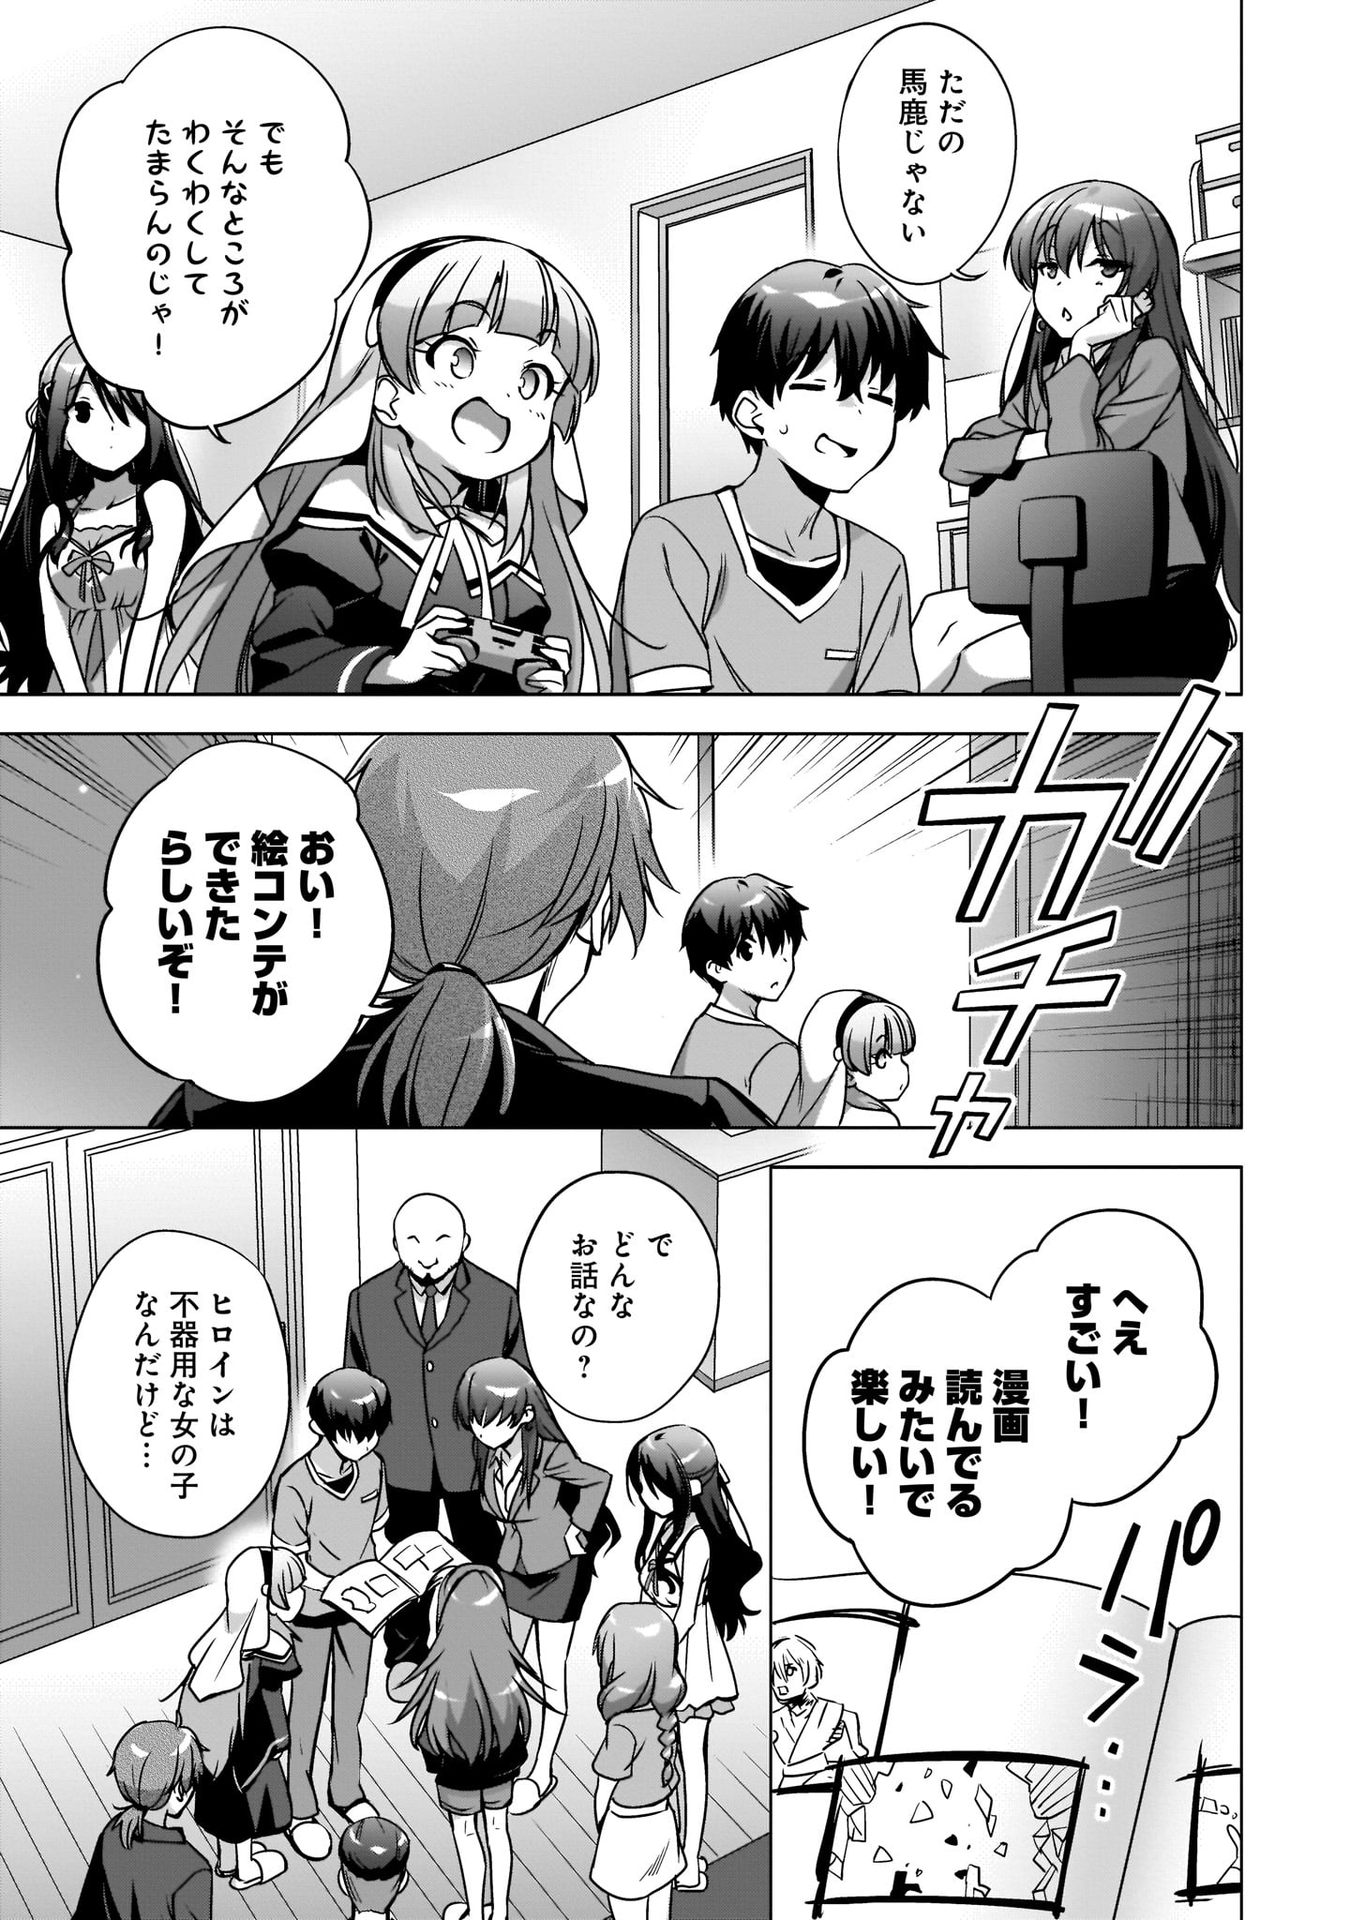 ただの
馬鹿じゃない
でも
そんなところが
わくわくして
たまらんのじゃ!
ガチャ
おい!
絵コンテが
できた
らしいぞ!
へえ
すごい!
漫画
読んでる
みたいで
楽しい!
パラ…
で
どんな
お話なの?
ヒロインは
不器用な女の子
なんだけど…